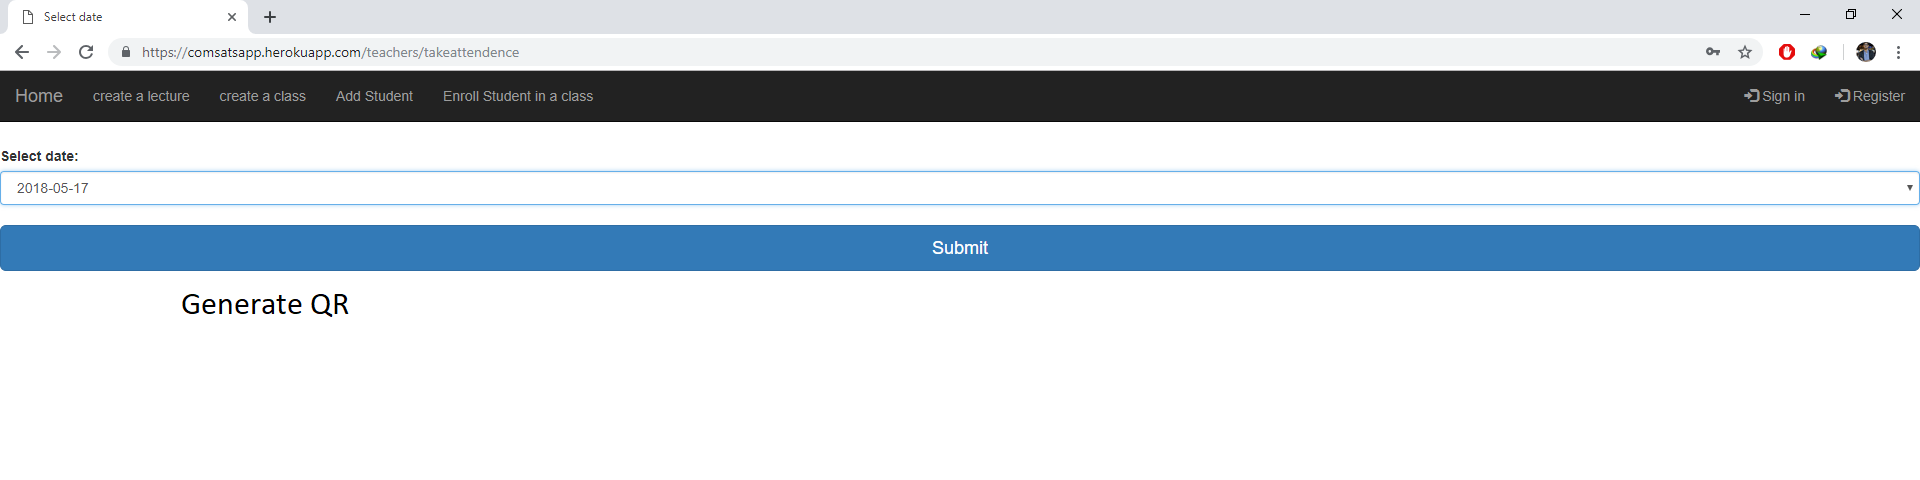 Select date
https://comsatsapp.herokuapp.com/teachers/takeattendence
Home create a lecture create a class Add Student Enroll Student in a class Sign in Register
Select date:
2018-05-17
Submit
Generate QR